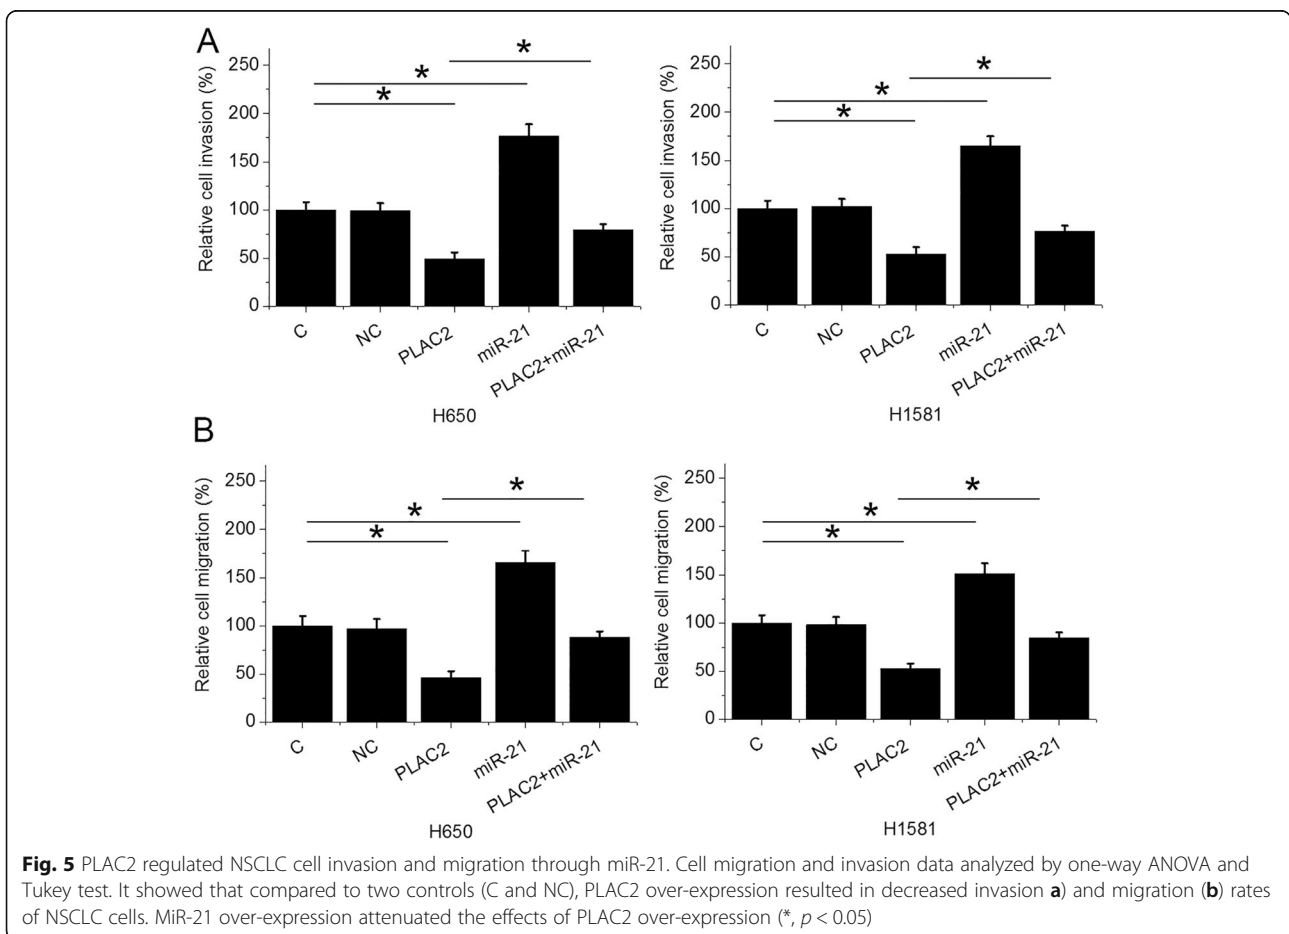 A
Relative cell invasion (%)
250
200
150
100
50
0
*
*
*
C
NC
PLAC2
miR-21
PLAC2+miR-21
H650
Relative cell invasion (%)
250
200
150
100
50
0
*
*
*
C
NC
PLAC2
miR-21
PLAC2+miR-21
H1581
B
Relative cell migration (%)
250
200
150
100
50
0
*
*
*
C
NC
PLAC2
miR-21
PLAC2+miR-21
H650
Relative cell migration (%)
250
200
150
100
50
0
*
*
*
C
NC
PLAC2
miR-21
PLAC2+miR-21
H1581
Fig. 5 PLAC2 regulated NSCLC cell invasion and migration through miR-21. Cell migration and invasion data analyzed by one-way ANOVA and
Tukey test. It showed that compared to two controls (C and NC), PLAC2 over-expression resulted in decreased invasion a) and migration (b) rates
of NSCLC cells. MiR-21 over-expression attenuated the effects of PLAC2 over-expression (*, p < 0.05)